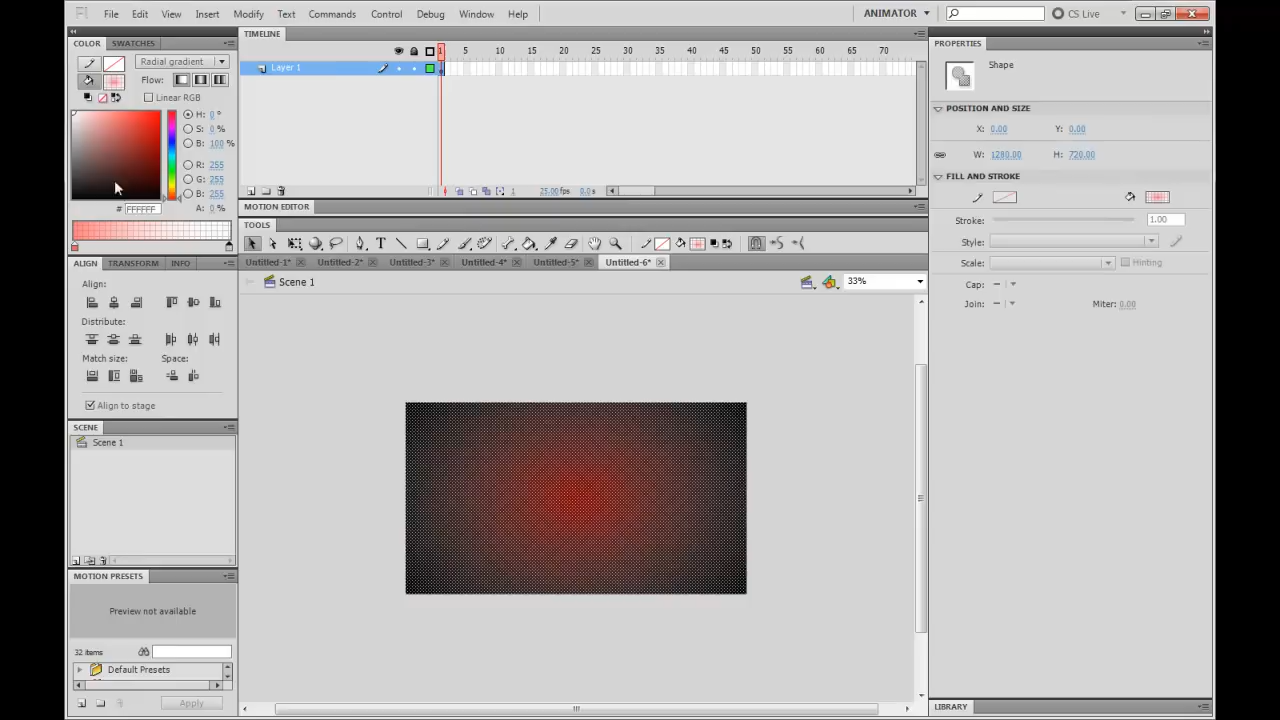 Fl File Edit View Insert Modify Text Commands Control Debug Window Help ANIMATOR CS Live
COLOR SWATCHES
Radial gradient
Flow:
Linear RGB
H: 0 °
S: 0 %
B: 100 %
R: 255
G: 255
B: 255
# FFFFFF A: 0 %
TIMELINE
1 5 10 15 20 25 30 35 40 45 50 55 60 65 70
Layer 1
1 25.00 fps 0.0 s
MOTION EDITOR
TOOLS
Untitled-1* Untitled-2* Untitled-3* Untitled-4* Untitled-5* Untitled-6*
Scene 1 33%
ALIGN TRANSFORM INFO
Align:
Distribute:
Match size: Space:
Align to stage
SCENE
Scene 1
MOTION PRESETS
Preview not available
32 items
Default Presets
Apply
PROPERTIES
Shape
POSITION AND SIZE
X: 0.00 Y: 0.00
W: 1280.00 H: 720.00
FILL AND STROKE
Stroke: 1.00
Style:
Scale: Hinting
Cap:
Join: Miter: 0.00
LIBRARY